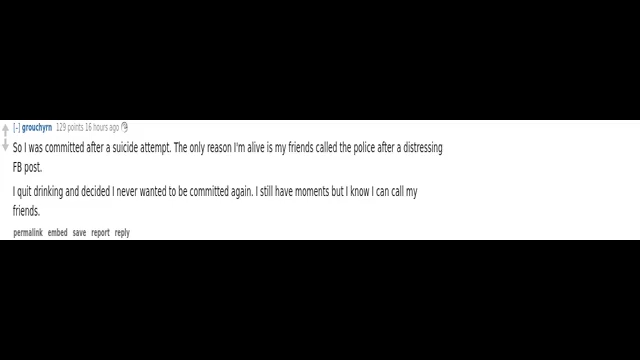 [-] grouchyrn 129 points 16 hours ago
So I was committed after a suicide attempt. The only reason I'm alive is my friends called the police after a distressing
FB post.
I quit drinking and decided I never wanted to be committed again. I still have moments but I know I can call my
friends.
permalink embed save report reply